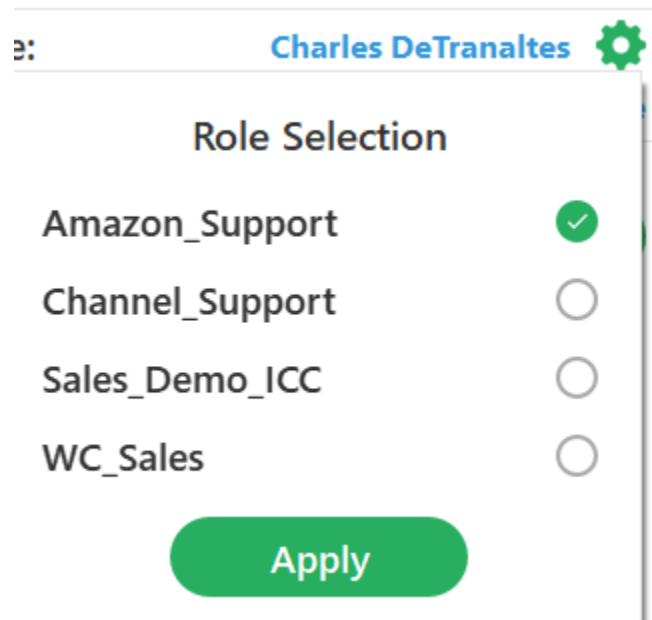 e: Charles DeTranaltes
Role Selection
Amazon_Support
Channel_Support
Sales_Demo_ICC
WC_Sales
Apply